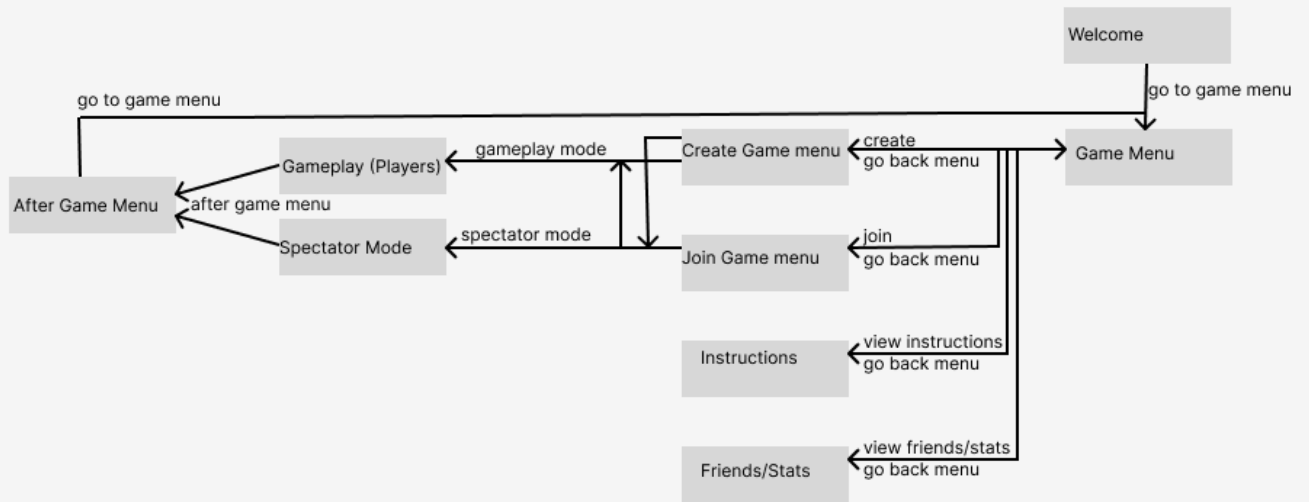 Welcome
go to game menu
go to game menu
Gameplay (Players)
gameplay mode
Create Game menu
create
go back menu
Game Menu
After Game Menu
after game menu
Spectator Mode
spectator mode
Join Game menu
join
go back menu
Instructions
view instructions
go back menu
Friends/Stats
view friends/stats
go back menu